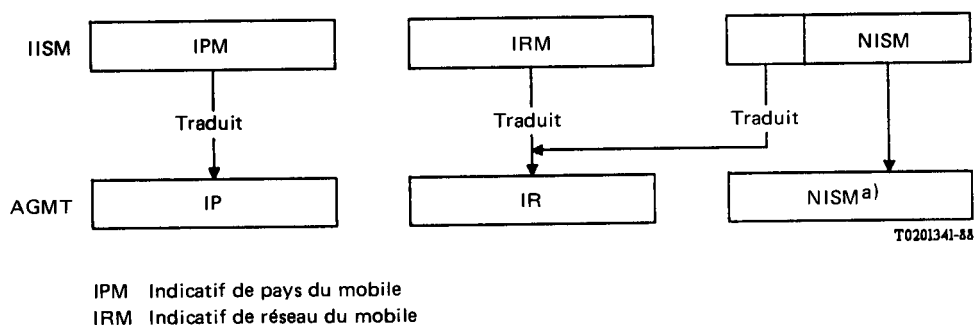 IISM IPM IRM NISM
Traduit Traduit Traduit
AGMT IP IR NISMa)
T0201341-88
IPM Indicatif de pays du mobile
IRM Indicatif de réseau du mobile